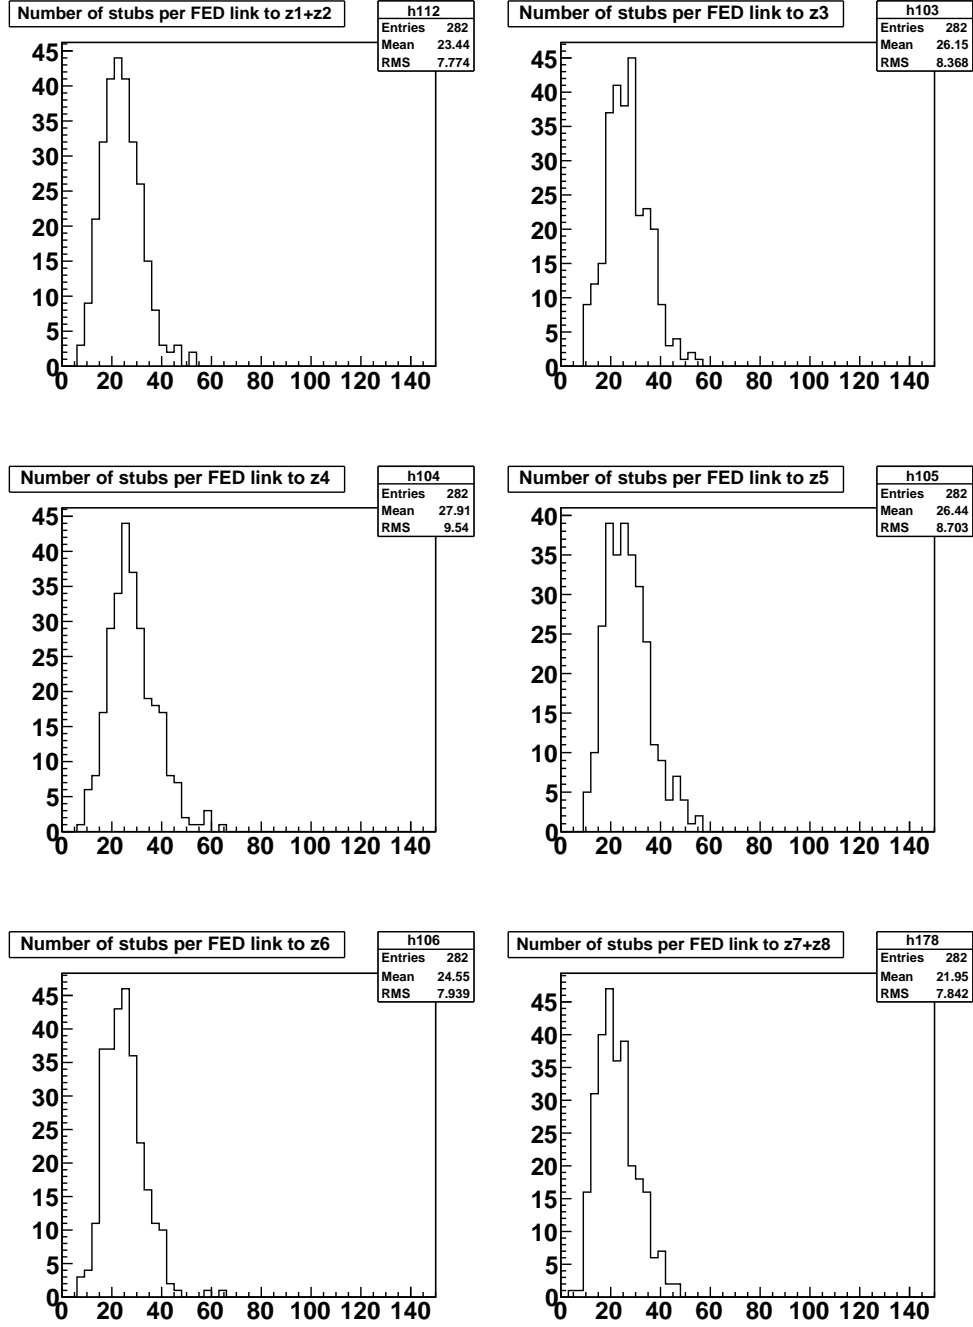 Number of stubs per FED link to z1+z2
h112
Entries 282
Mean 23.44
RMS 7.774
45
40
35
30
25
20
15
10
5
0
0 20 40 60 80 100 120 140
Number of stubs per FED link to z3
h103
Entries 282
Mean 26.15
RMS 8.368
45
40
35
30
25
20
15
10
5
0
0 20 40 60 80 100 120 140
Number of stubs per FED link to z4
h104
Entries 282
Mean 27.91
RMS 9.54
45
40
35
30
25
20
15
10
5
0
0 20 40 60 80 100 120 140
Number of stubs per FED link to z5
h105
Entries 282
Mean 26.44
RMS 8.703
40
35
30
25
20
15
10
5
0
0 20 40 60 80 100 120 140
Number of stubs per FED link to z6
h106
Entries 282
Mean 24.55
RMS 7.939
45
40
35
30
25
20
15
10
5
0
0 20 40 60 80 100 120 140
Number of stubs per FED link to z7+z8
h178
Entries 282
Mean 21.95
RMS 7.842
45
40
35
30
25
20
15
10
5
0
0 20 40 60 80 100 120 140